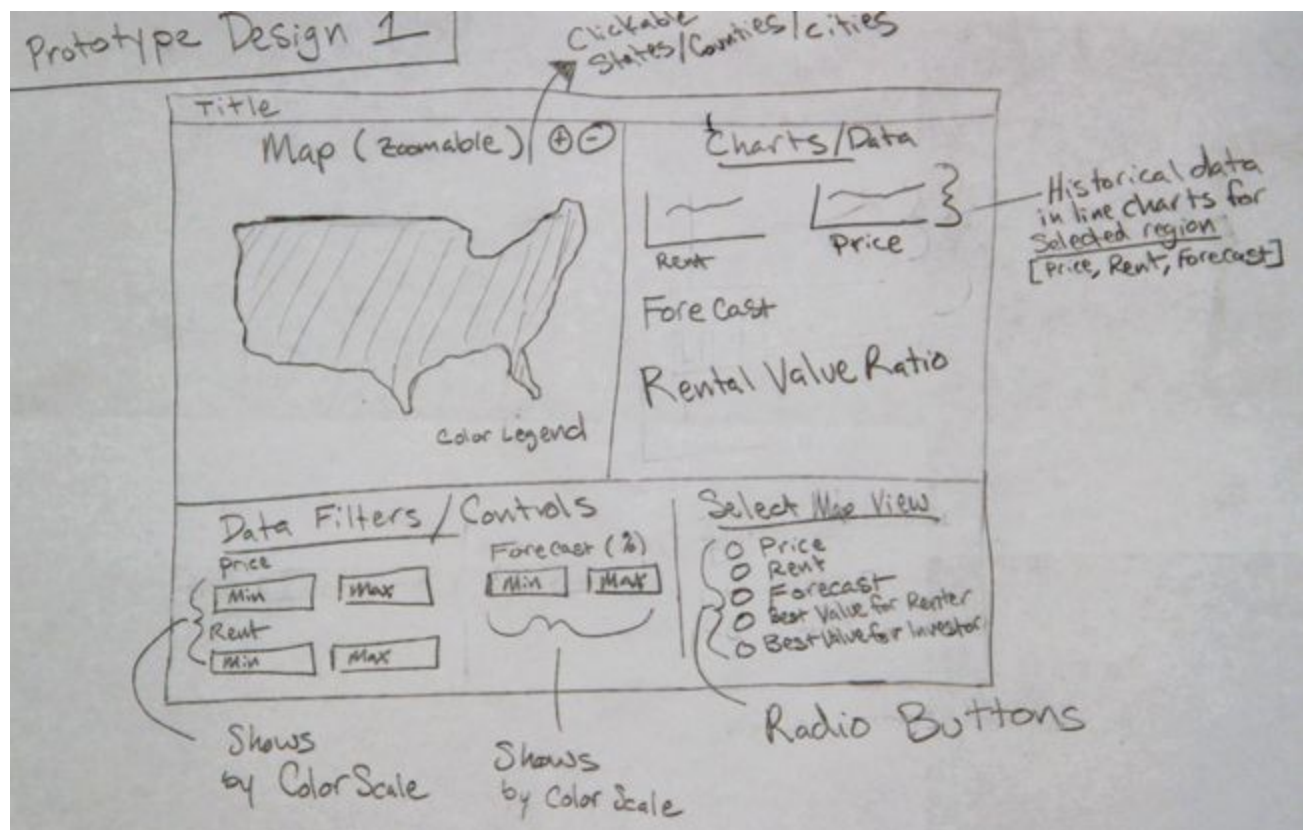 Prototype Design 1
Clickable
States/Counties/cities
Title
Map (Zoomable)
+ -
Charts/Data
Rent
Price
Historical data
in line charts for
Selected region
[Price, Rent, Forecast]
Forecast
Rental Value Ratio
Color Legend
Data Filters / Controls
Price
Min Max
Rent
Min Max
Forecast (%)
Min Max
Select Map View
Price
Rent
Forecast
Best Value for Renter
Best Value for Investor
Shows
by Color Scale
Shows
by Color Scale
Radio Buttons